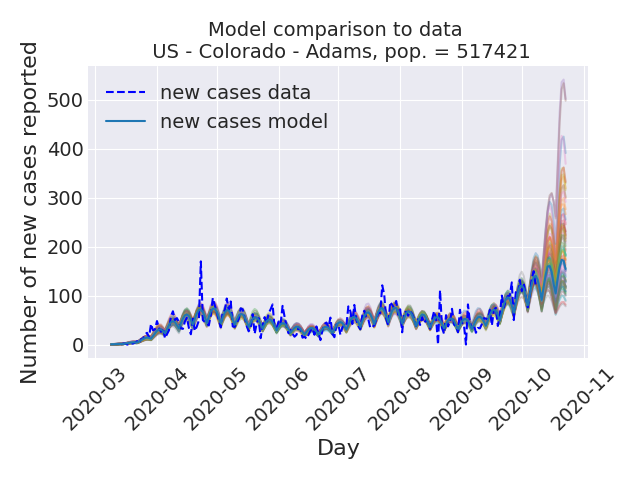 Model comparison to data
US - Colorado - Adams, pop. = 517421
Number of new cases reported
500
400
300
200
100
0
new cases data
new cases model
2020-03
2020-04
2020-05
2020-06
2020-07
2020-08
2020-09
2020-10
2020-11
Day